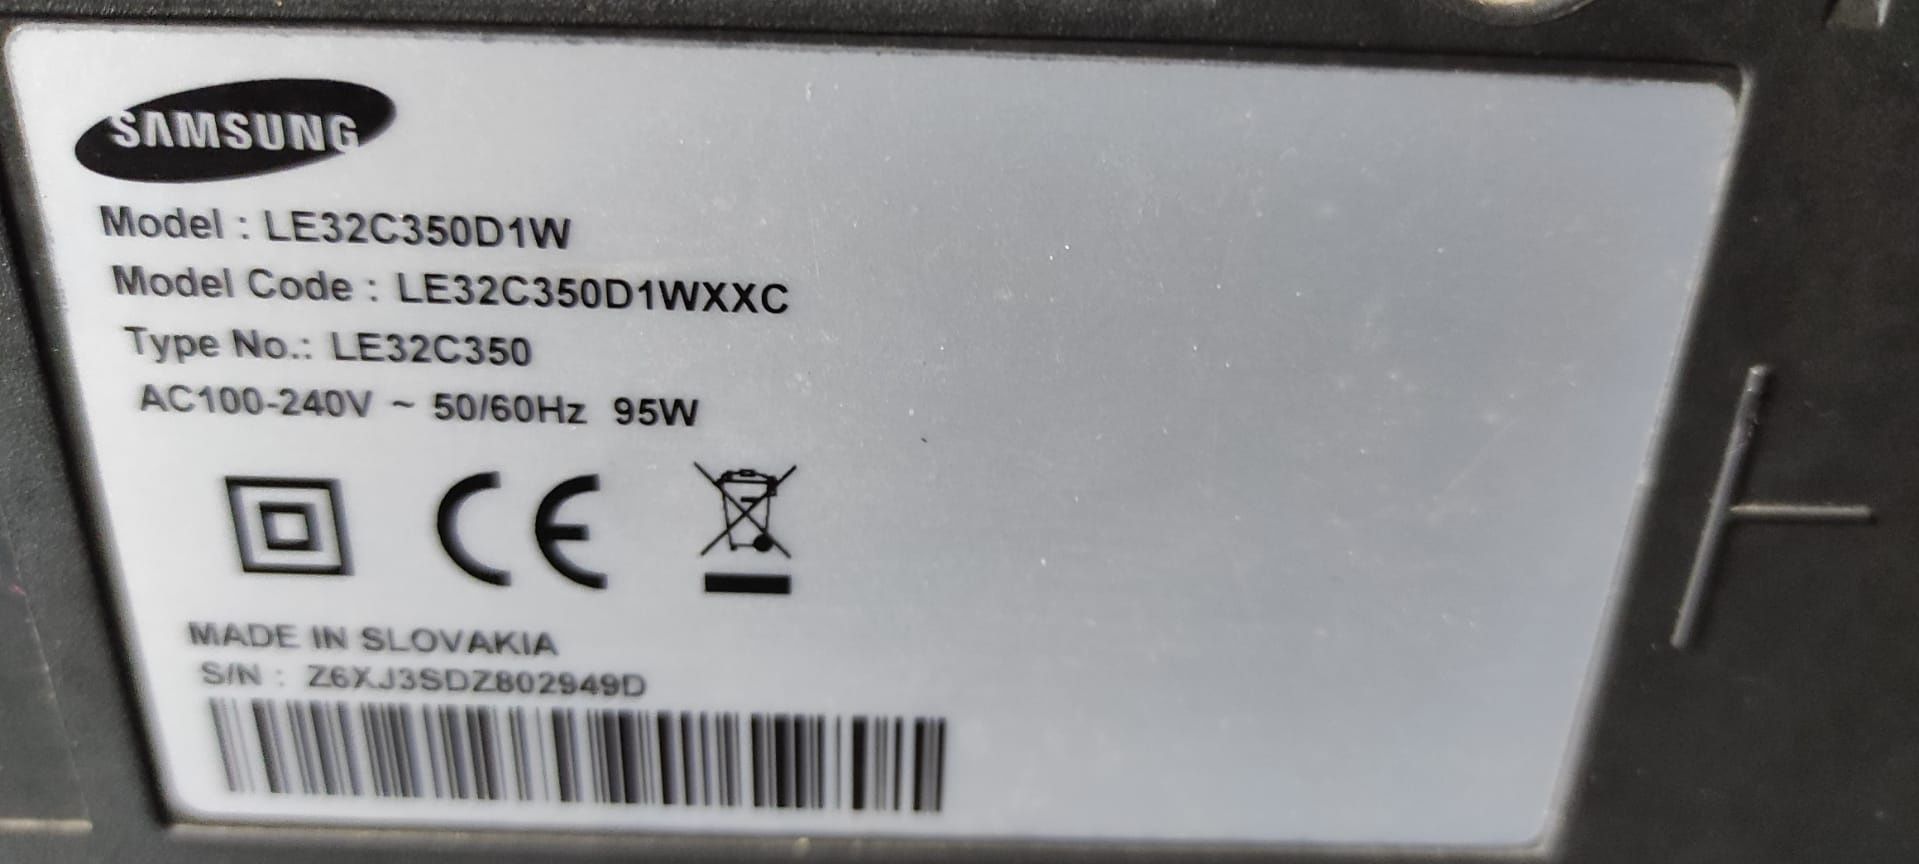 SAMSUNG
Model : LE32C350D1W
Model Code : LE32C350D1WXXC
Type No.: LE32C350
AC100-240V ~ 50/60Hz 95W
CE
MADE IN SLOVAKIA
S/N : Z6XJ3SDZ802949D